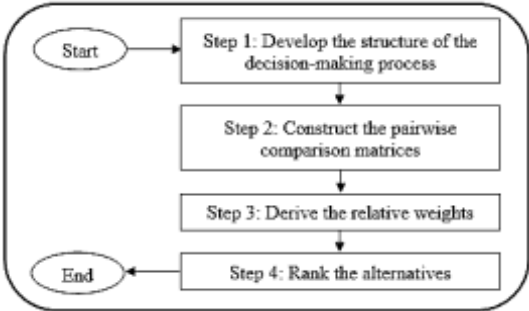 Start
Step 1: Develop the structure of the
decision-making process
Step 2: Construct the pairwise
comparison matrices
Step 3: Derive the relative weights
Step 4: Rank the alternatives
End